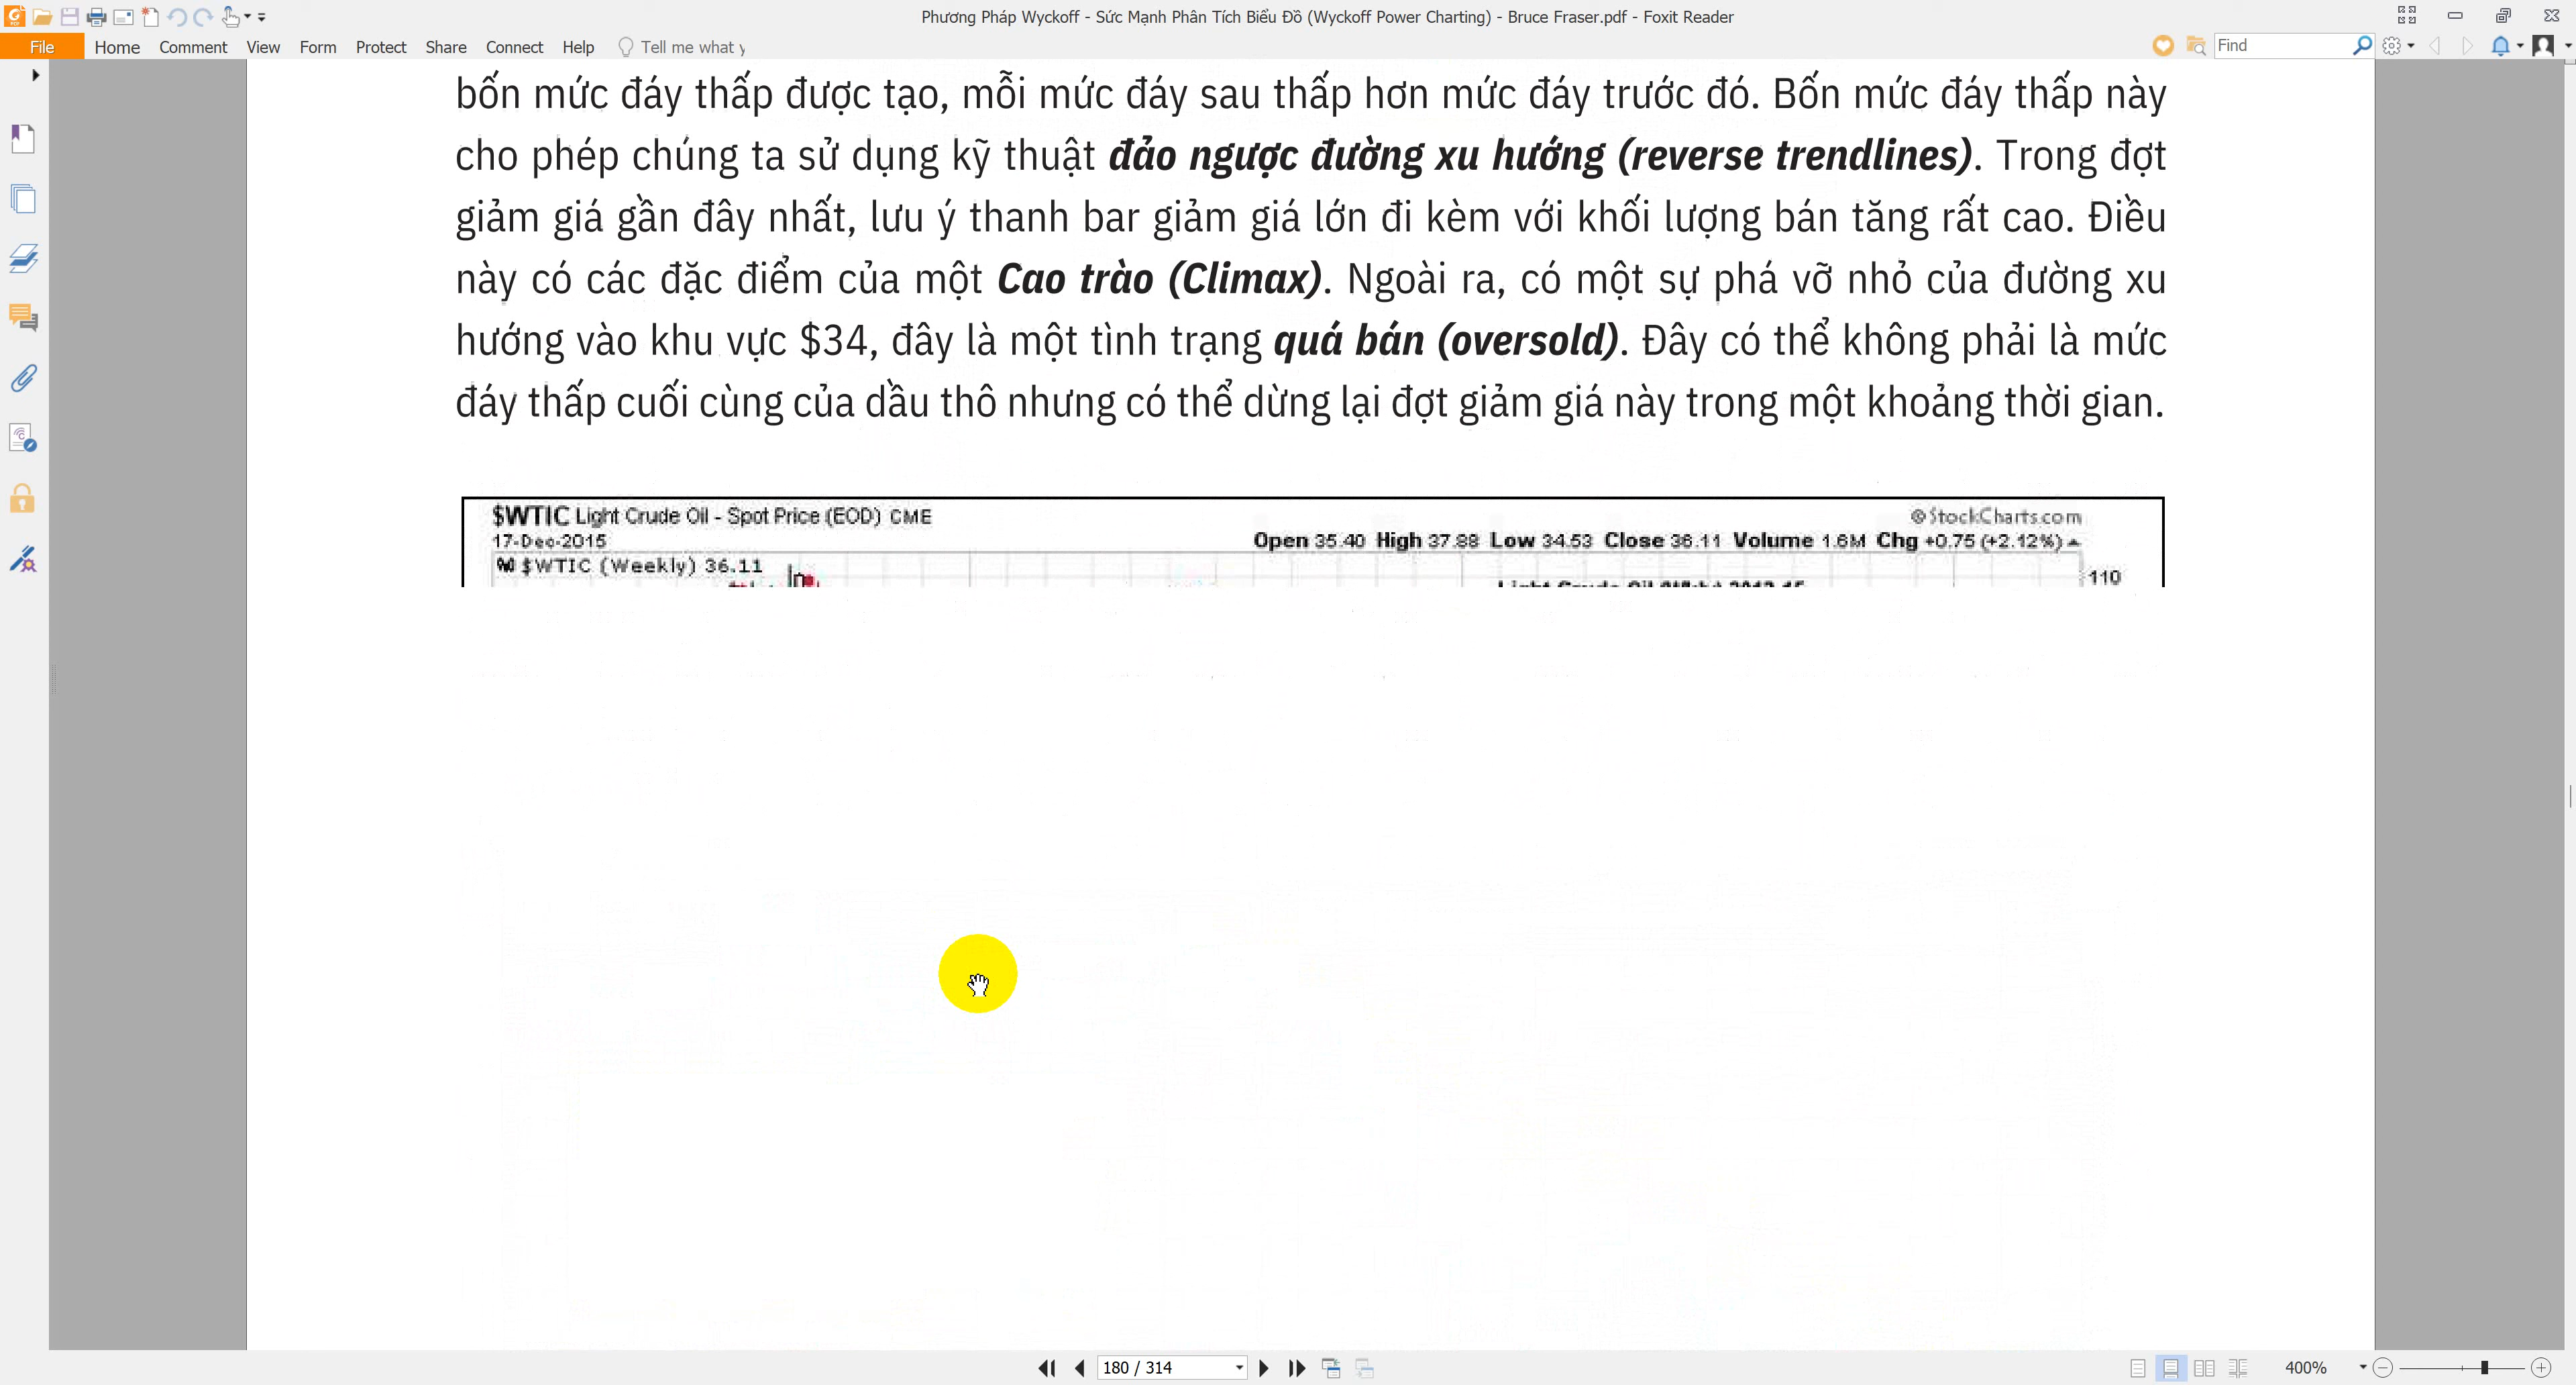 Phương Pháp Wyckoff - Sức Mạnh Phân Tích Biểu Đồ (Wyckoff Power Charting) - Bruce Fraser.pdf - Foxit Reader
File Home Comment View Form Protect Share Connect Help Tell me what y Find
bốn mức đáy thấp được tạo, mỗi mức đáy sau thấp hơn mức đáy trước đó. Bốn mức đáy thấp này
cho phép chúng ta sử dụng kỹ thuật đảo ngược đường xu hướng (reverse trendlines). Trong đợt
giảm giá gần đây nhất, lưu ý thanh bar giảm giá lớn đi kèm với khối lượng bán tăng rất cao. Điều
này có các đặc điểm của một Cao trào (Climax). Ngoài ra, có một sự phá vỡ nhỏ của đường xu
hướng vào khu vực $34, đây là một tình trạng quá bán (oversold). Đây có thể không phải là mức
đáy thấp cuối cùng của dầu thô nhưng có thể dừng lại đợt giảm giá này trong một khoảng thời gian.
$WTIC Light Crude Oil - Spot Price (EOD) CME © StockCharts.com
17-Dec-2015 Open 35.40 High 37.88 Low 34.53 Close 36.11 Volume 1.6M Chg +0.75 (+2.12%)
$WTIC (Weekly) 36.11
110
180 / 314 400%